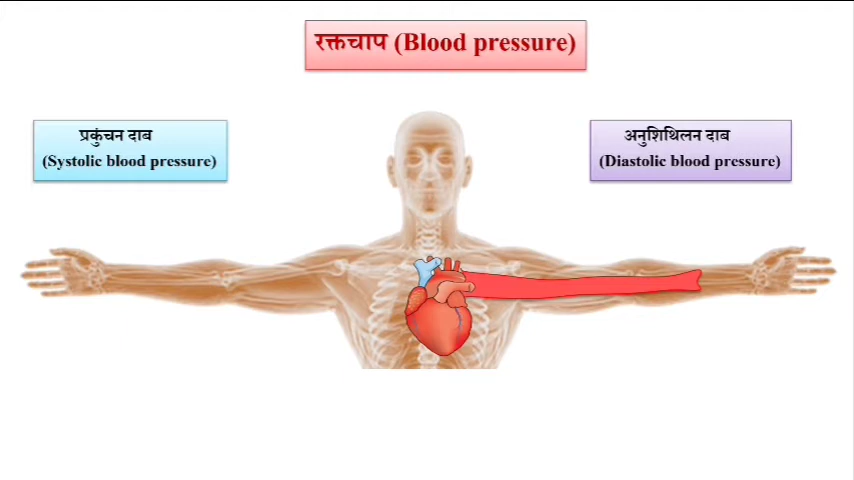 रक्तचाप (Blood pressure)
प्रकुंचन दाब
(Systolic blood pressure)
अनुशिथिलन दाब
(Diastolic blood pressure)